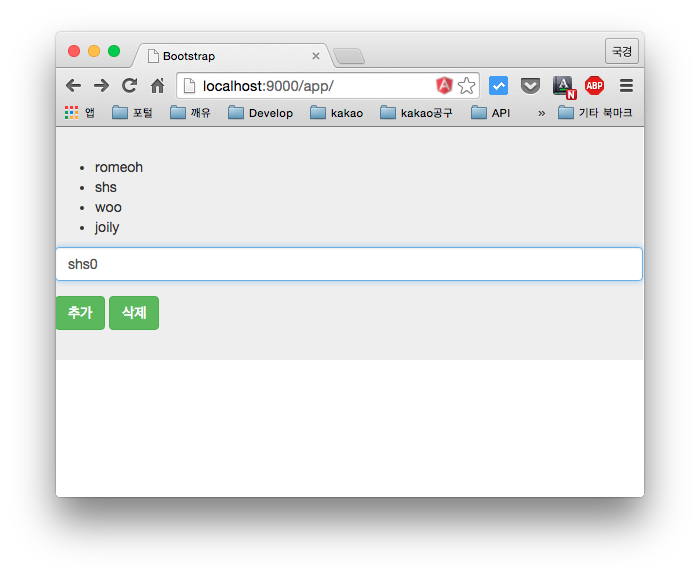 Bootstrap
국경
localhost:9000/app/
ABP
N
앱 포털 깨유 Develop kakao kakao공구 API » 기타 북마크
romeoh
shs
woo
joily
shs0
추가 삭제